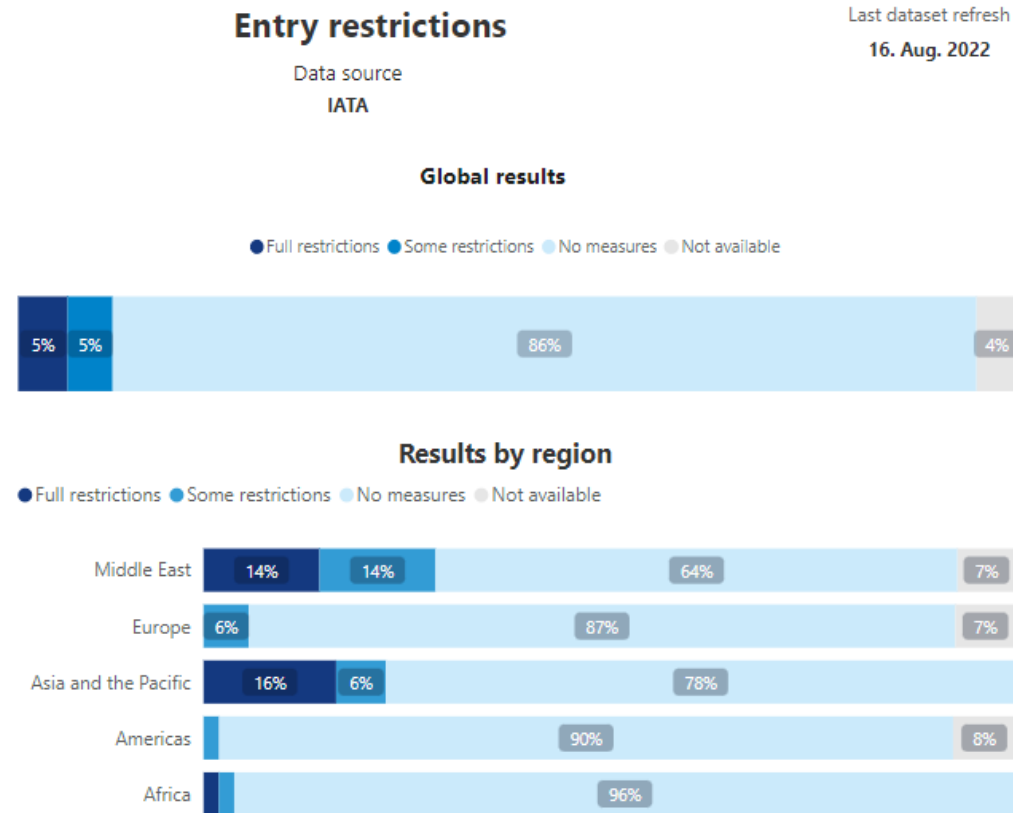 Entry restrictions
Last dataset refresh
16. Aug. 2022
Data source
IATA
Global results
Full restrictions Some restrictions No measures Not available
5% 5% 86% 4%
Results by region
Full restrictions Some restrictions No measures Not available
Middle East 14% 14% 64% 7%
Europe 6% 87% 7%
Asia and the Pacific 16% 6% 78%
Americas 90% 8%
Africa 96%